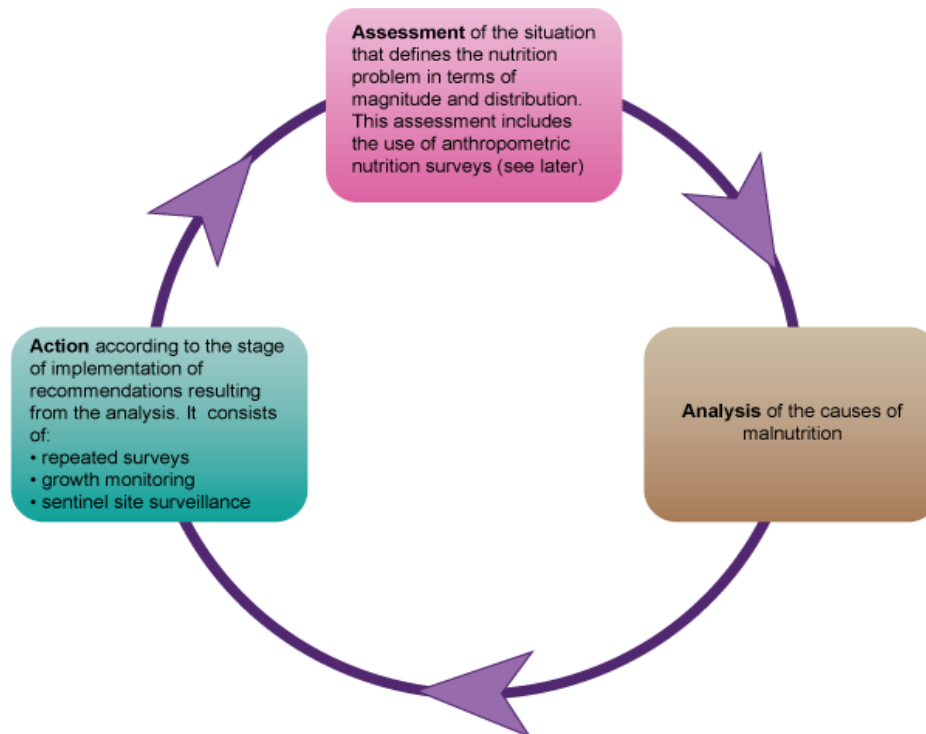 Assessment of the situation
that defines the nutrition
problem in terms of
magnitude and distribution.
This assessment includes
the use of anthropometric
nutrition surveys (see later)
Action according to the stage
of implementation of
recommendations resulting
from the analysis. It  consists
of:
• repeated surveys
• growth monitoring
• sentinel site surveillance
Analysis of the causes of
malnutrition